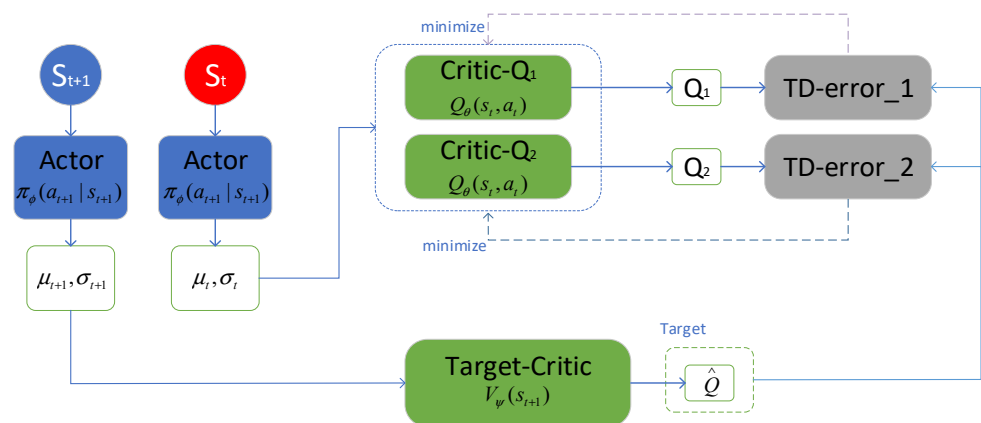 minimize
S_{t+1}
S_t
Critic-Q_1
Q_θ(s_t, a_t)
Q_1
TD-error_1
Actor
π_ϕ(a_{t+1} | s_{t+1})
Actor
π_ϕ(a_{t+1} | s_{t+1})
Critic-Q_2
Q_θ(s_t, a_t)
Q_2
TD-error_2
minimize
μ_{t+1}, σ_{t+1}
μ_t, σ_t
Target
Target-Critic
V_ψ(s_{t+1})
Q̂